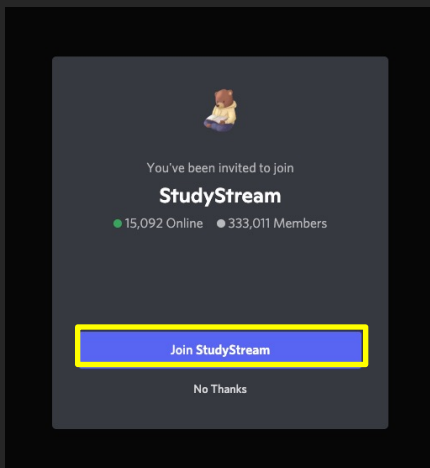 You've been invited to join
StudyStream
15,092 Online 333,011 Members
Join StudyStream
No Thanks